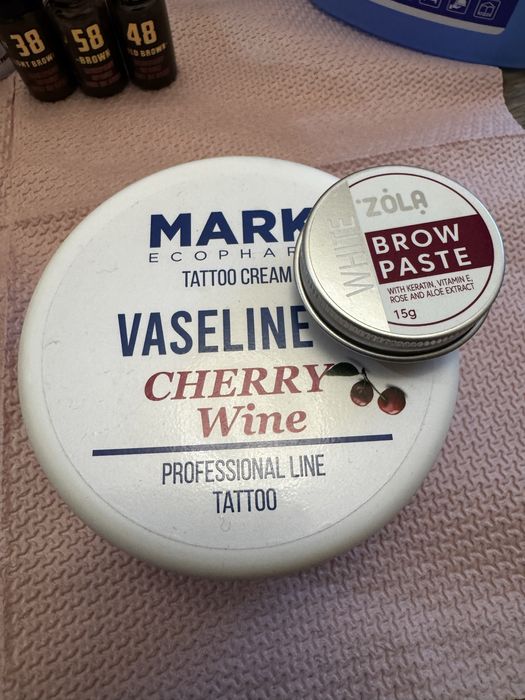 38
58
-BROWN
48
MARK
ECOPHAR
TATTOO CREAM
VASELINE
CHERRY
Wine
PROFESSIONAL LINE
TATTOO
ZOLA
WHITE
BROW
PASTE
WITH KERATIN, VITAMIN E,
ROSE AND ALOE EXTRACT
15g